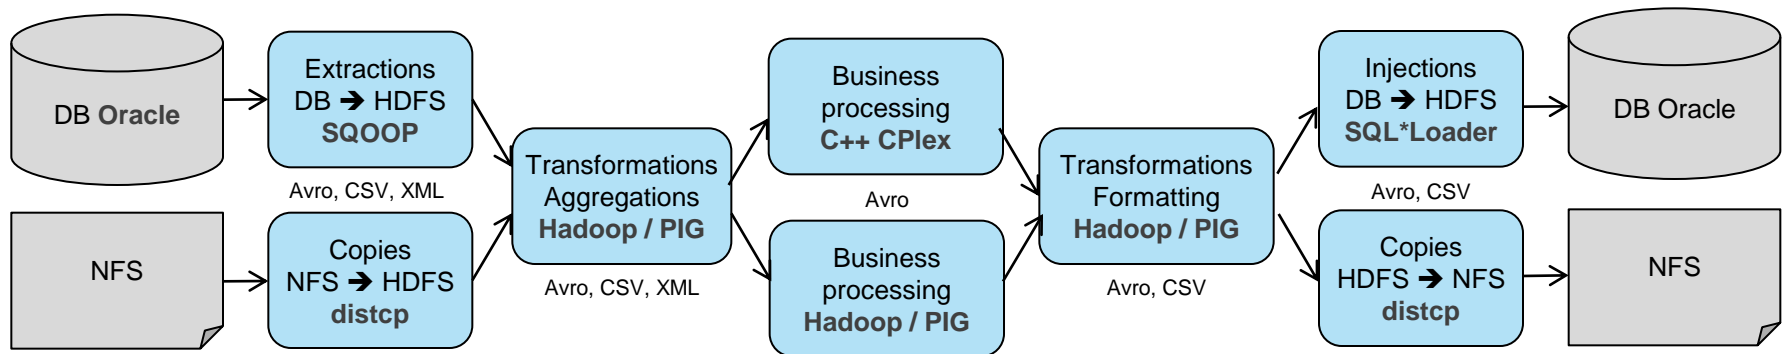 DB Oracle
Extractions
DB ➔ HDFS
SQOOP
Avro, CSV, XML
NFS
Copies
NFS ➔ HDFS
distcp
Transformations
Aggregations
Hadoop / PIG
Avro, CSV, XML
Business
processing
C++ CPlex
Avro
Business
processing
Hadoop / PIG
Transformations
Formatting
Hadoop / PIG
Avro, CSV
Injections
DB ➔ HDFS
SQL*Loader
Avro, CSV
Copies
HDFS ➔ NFS
distcp
DB Oracle
NFS